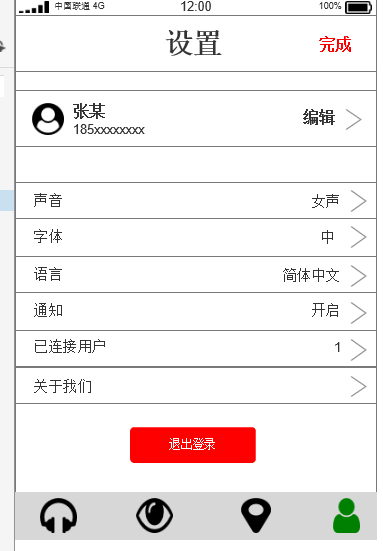 中国联通 4G 12:00 100%
设置 完成
张某
185xxxxxxxx
编辑
声音 女声
字体 中
语言 简体中文
通知 开启
已连接用户 1
关于我们
退出登录